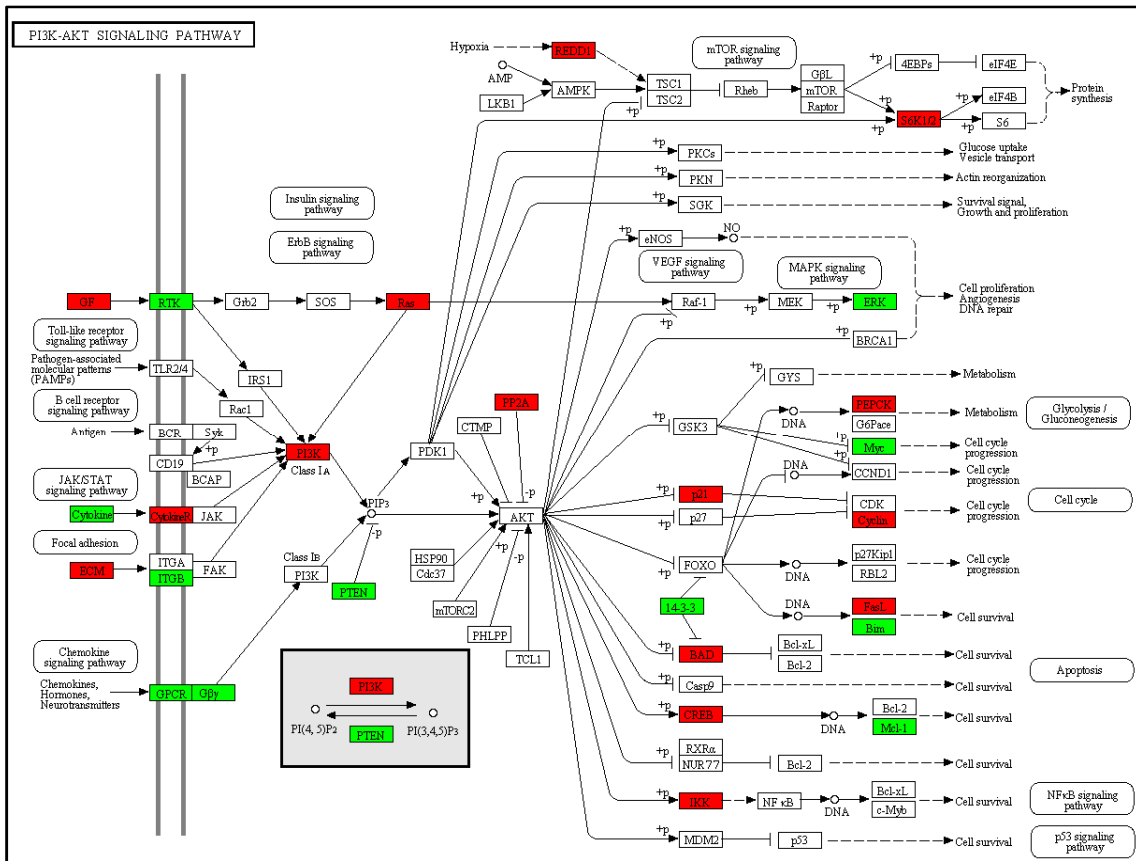 PI3K-AKT SIGNALING PATHWAY
Hypoxia
REDD1
mTOR signaling
pathway
AMP
LKB1
AMPK
TSC1
TSC2
+p
Rheb
GβL
mTOR
Raptor
+p
4EBPs
eIF4E
+p
S6K1/2
+p
+p
eIF4B
+p
S6
Protein
synthesis
+p
PKCs
Glucose uptake
Vesicle transport
PKN
Actin reorganization
SGK
Survival signal,
Growth and proliferation
Insulin signaling
pathway
ErbB signaling
pathway
+p
eNOS
NO
VEGF signaling
pathway
MAPK signaling
pathway
GF
RTK
Grb2
SOS
Ras
Raf-1
+p
+p
MEK
+p
ERK
Cell proliferation
Angiogenesis
DNA repair
+p
BRCA1
Toll-like receptor
signaling pathway
Pathogen-associated
molecular patterns
(PAMPs)
TLR2/4
IRS1
Rac1
B cell receptor
signaling pathway
Antigen
BCR
Syk
+p
CD19
BCAP
PI3K
Class IA
PDK1
CTMP
PP2A
+p
-p
AKT
PIP3
-p
+p
GSK3
+p
GYS
Metabolism
DNA
PEPCK
G6Pace
Metabolism
Glycolysis /
Gluconeogenesis
+p
Myc
Cell cycle
progression
+p
DNA
CCND1
Cell cycle
progression
JAK/STAT
signaling pathway
Cytokine
CytokineR
JAK
+p
p21
+p
p27
CDK
Cyclin
Cell cycle
progression
Cell cycle
Focal adhesion
ECM
ITGA
ITGB
FAK
Class IB
PI3K
PTEN
HSP90
Cdc37
+p
-p
mTORC2
PHLPP
TCL1
+p
FOXO
DNA
p27Kip1
RBL2
Cell cycle
progression
14-3-3
DNA
FasL
Bim
Cell survival
+p
BAD
Bcl-xL
Bcl-2
Cell survival
Apoptosis
+p
Casp9
Cell survival
Chemokine
signaling pathway
Chemokines,
Hormones,
Neurotransmitters
GPCR
Gβγ
PI3K
PI(4, 5)P2
PTEN
PI(3,4,5)P3
+p
CREB
DNA
Bcl-2
Mcl-1
Cell survival
+p
RXRα
NUR77
Bcl-2
Cell survival
+p
IKK
NFκB
DNA
Bcl-xL
c-Myb
Cell survival
NFκB signaling
pathway
+p
MDM2
p53
Cell survival
p53 signaling
pathway